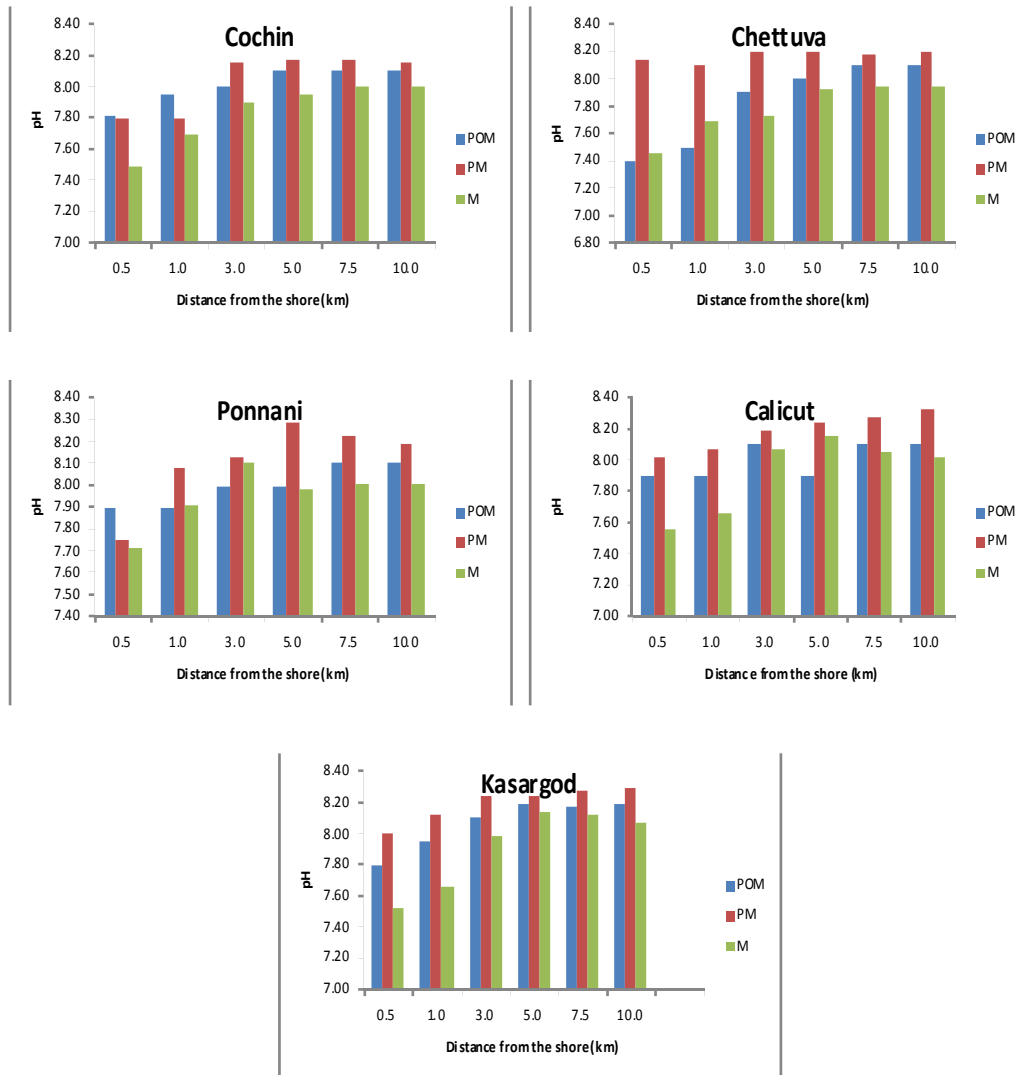 Cochin
pH
8.40
8.20
8.00
7.80
7.60
7.40
7.20
7.00
0.5 1.0 3.0 5.0 7.5 10.0
Distance from the shore (km)
POM
PM
M
Chettuva
pH
8.40
8.20
8.00
7.80
7.60
7.40
7.20
7.00
6.80
0.5 1.0 3.0 5.0 7.5 10.0
Distance from the shore (km)
POM
PM
M
Ponnani
pH
8.40
8.30
8.20
8.10
8.00
7.90
7.80
7.70
7.60
7.50
7.40
0.5 1.0 3.0 5.0 7.5 10.0
Distance from the shore (km)
POM
PM
M
Calicut
pH
8.40
8.20
8.00
7.80
7.60
7.40
7.20
7.00
0.5 1.0 3.0 5.0 7.5 10.0
Distance from the shore (km)
POM
PM
M
Kasargod
pH
8.40
8.20
8.00
7.80
7.60
7.40
7.20
7.00
0.5 1.0 3.0 5.0 7.5 10.0
Distance from the shore (km)
POM
PM
M